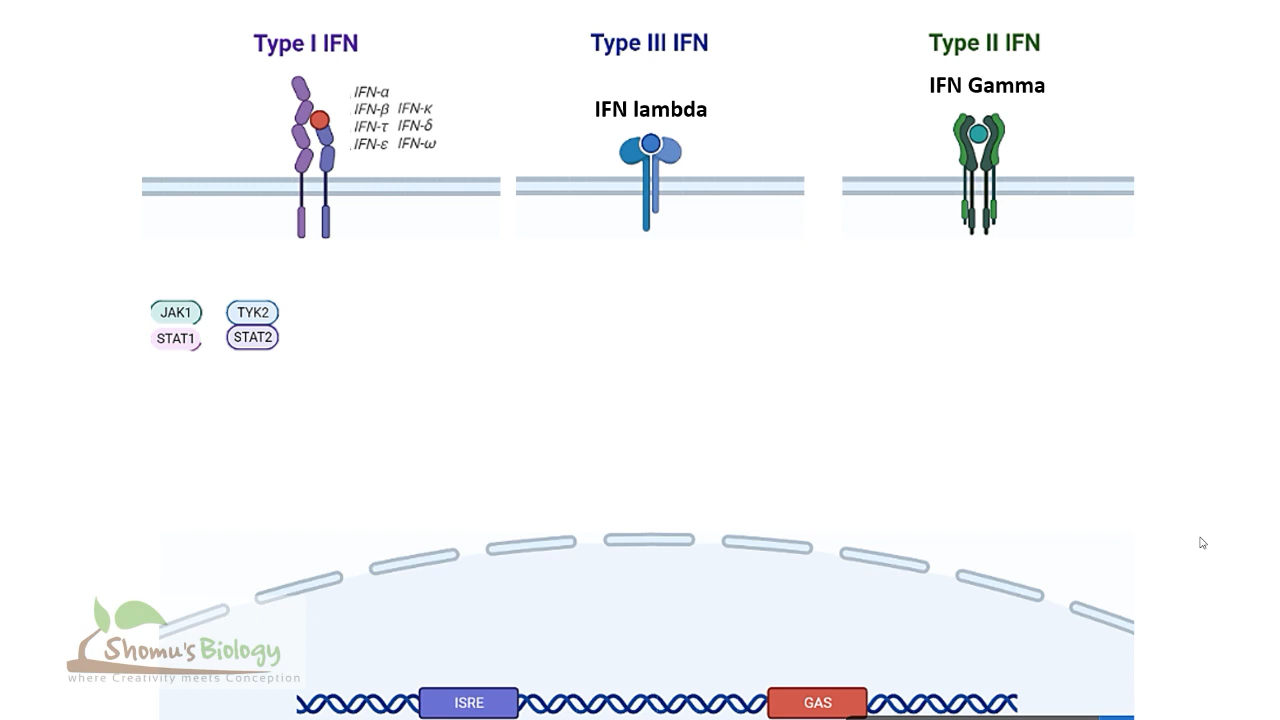 Type I IFN
Type III IFN
Type II IFN
IFN-α
IFN-β IFN-κ
IFN-τ IFN-δ
IFN-ε IFN-ω
IFN lambda
IFN Gamma
JAK1
TYK2
STAT1
STAT2
Shomu's Biology
where Creativity meets Conception
ISRE
GAS